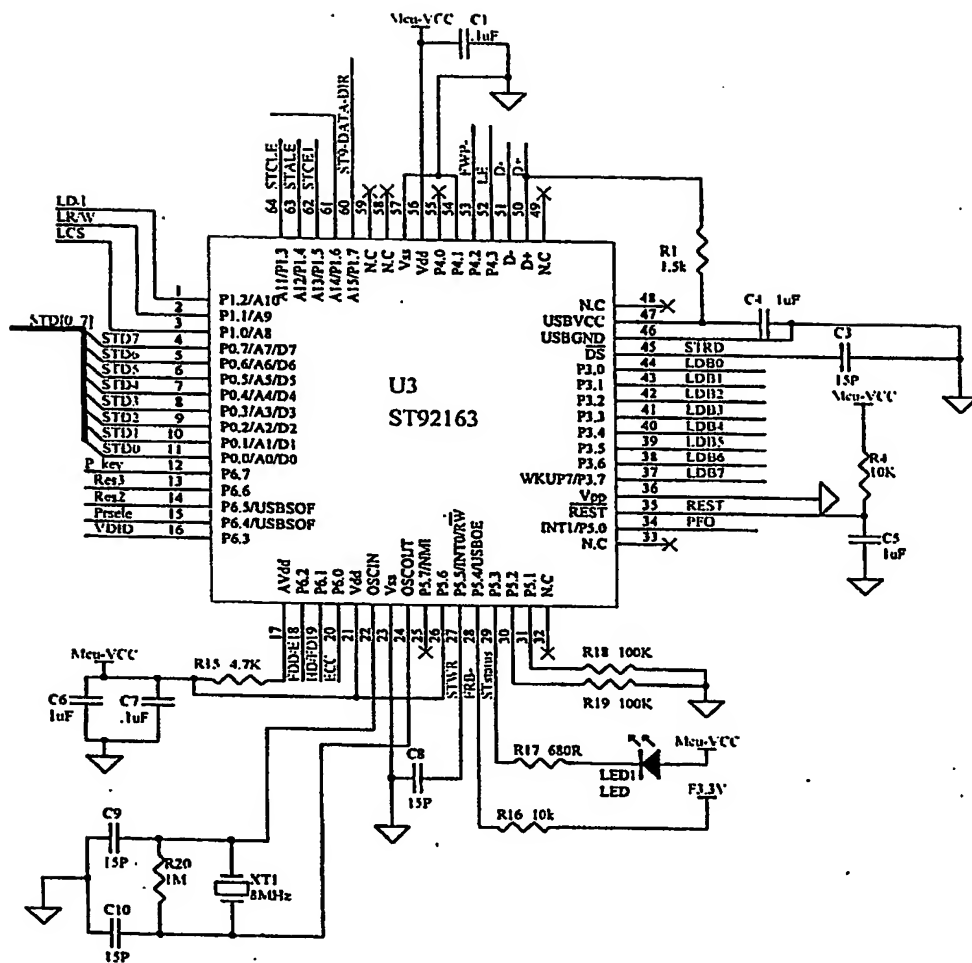 Mcu-VCC
C1
.1uF
STCLE
STALE
STCE1
ST9-DATA-DIR
FWP-
LE
D-
D+
64
63
62
61
60
59
58
57
56
55
54
53
52
51
50
49
A11/P1.3
A12/P1.4
A13/P1.5
A14/P1.6
A15/P1.7
N.C
N.C
Vss
Vdd
P4.0
P4.1
P4.2
P4.3
D-
D+
N.C
LR/W
LCS
1 P1.2/A10
2 P1.1/A9
3 P1.0/A8
STD7 4 P0.7/A7/D7
STD6 5 P0.6/A6/D6
STD5 6 P0.5/A5/D5
STD4 7 P0.4/A4/D4
STD3 8 P0.3/A3/D3
STD2 9 P0.2/A2/D2
STD1 10 P0.1/A1/D1
STD0 11 P0.0/A0/D0
P_key 12 P6.7
Res3 13 P6.6
Res2 14 P6.5/USBSOF
Prsele 15 P6.4/USBSOF
VDID 16 P6.3
U3
ST92163
N.C 48
USBVCC 47
USBGND 46
DS 45 STRD
P3.0 44 LDB0
P3.1 43 LDB1
P3.2 42 LDB2
P3.3 41 LDB3
P3.4 40 LDB4
P3.5 39 LDB5
P3.6 38 LDB6
WKUP7/P3.7 37 LDB7
Vpp 36
REST 35 REST
INT1/P5.0 34 PFO
N.C 33
R1
1.5k
C4 1uF
C3
15P
Mcu-VCC
R4
10K
C5
1uF
AVdd
P6.2
P6.1
P6.0
Vdd
OSCIN
Vss
OSCOUT
P5.7/NMI
P5.6
P5.5/INT0/RW
P5.4/USBOE
P5.3
P5.2
P5.1
N.C
17
18
19
20
21
22
23
24
25
26
27
28
29
30
31
32
ECC
STWR
FRB-
STstatus
Mcu-VCC
R15 4.7K
C6
1uF
C7
.1uF
R18 100K
R19 100K
R17 680R
LED1
LED
Mcu-VCC
F3.3V
R16 10k
C8
15P
C9
15P
R20
1M
XT1
8MHz
C10
15P